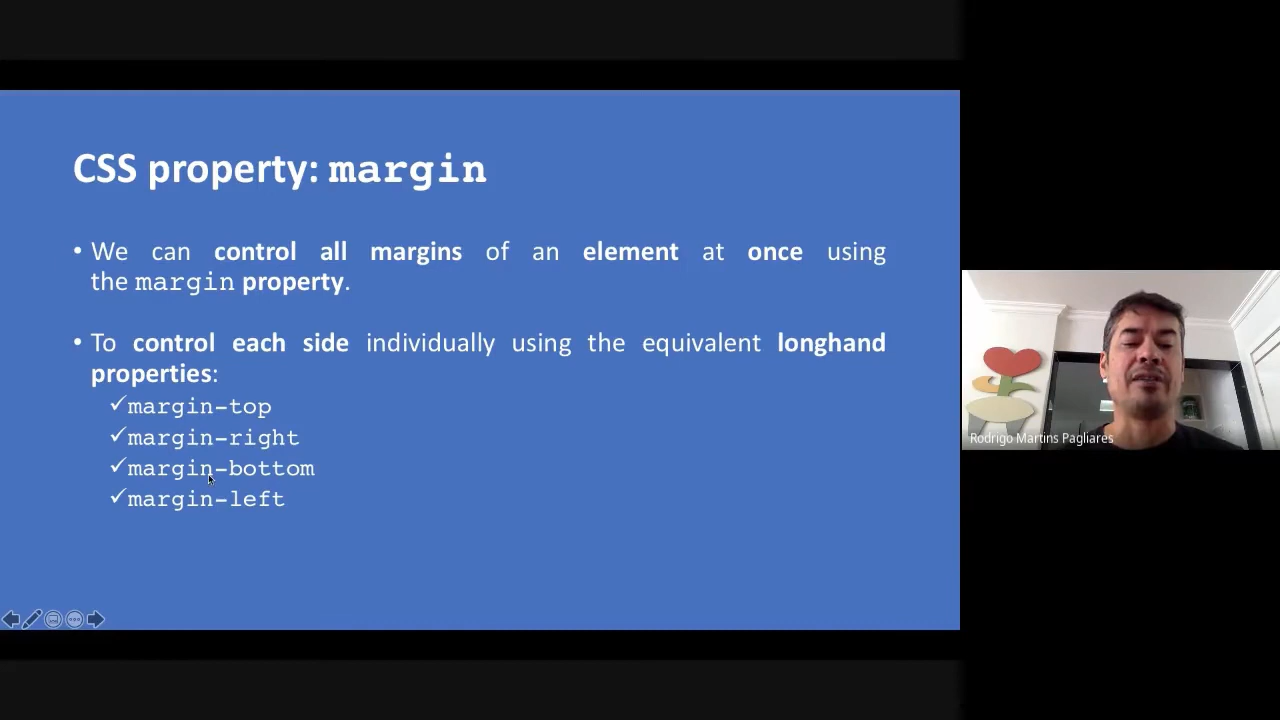 CSS property: margin
• We can control all margins of an element at once using
the margin property.
• To control each side individually using the equivalent longhand
properties:
✓margin-top
✓margin-right
✓margin-bottom
✓margin-left
Rodrigo Martins Pagliares